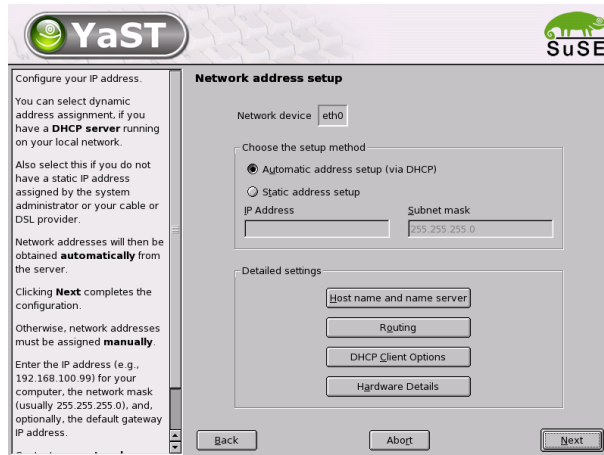 YaST
SuSE
Configure your IP address.
You can select dynamic
address assignment, if you
have a DHCP server running
on your local network.
Also select this if you do not
have a static IP address
assigned by the system
administrator or your cable or
DSL provider.
Network addresses will then be
obtained automatically from
the server.
Clicking Next completes the
configuration.
Otherwise, network addresses
must be assigned manually.
Enter the IP address (e.g.,
192.168.100.99) for your
computer, the network mask
(usually 255.255.255.0), and,
optionally, the default gateway
IP address.
Network address setup
Network device eth0
Choose the setup method
Automatic address setup (via DHCP)
Static address setup
IP Address Subnet mask
255.255.255.0
Detailed settings
Host name and name server
Routing
DHCP Client Options
Hardware Details
Back Abort Next